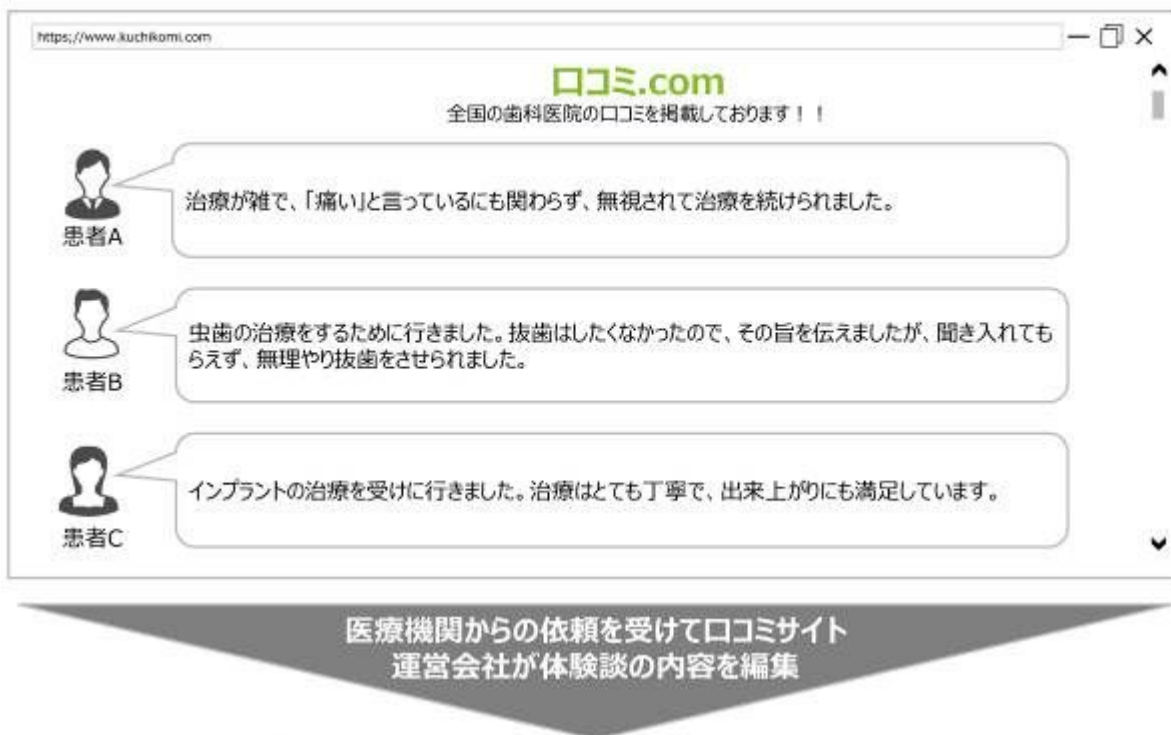 https;//www.kuchikomi.com
口コミ.com
全国の歯科医院の口コミを掲載しております！！
治療が雑で、「痛い」と言っているにも関わらず、無視されて治療を続けられました。
患者A
虫歯の治療をするために行きました。抜歯はしたくなかったので、その旨を伝えましたが、聞き入れても
らえず、無理やり抜歯をさせられました。
患者B
インプラントの治療を受けに行きました。治療はとても丁寧で、出来上がりにも満足しています。
患者C
医療機関からの依頼を受けて口コミサイト
運営会社が体験談の内容を編集